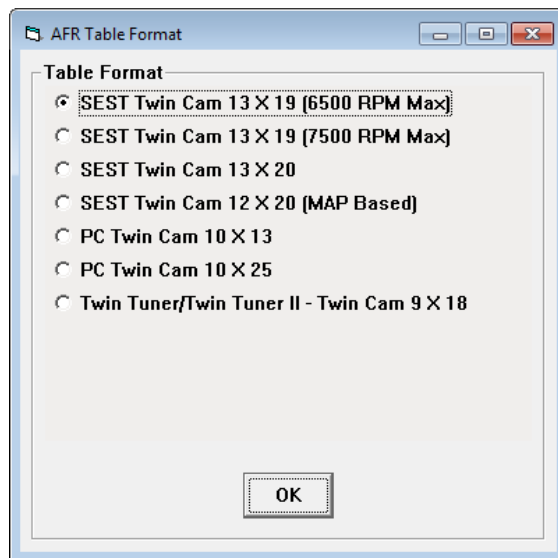 AFR Table Format
Table Format
SEST Twin Cam 13 X 19 (6500 RPM Max)
SEST Twin Cam 13 X 19 (7500 RPM Max)
SEST Twin Cam 13 X 20
SEST Twin Cam 12 X 20 (MAP Based)
PC Twin Cam 10 X 13
PC Twin Cam 10 X 25
Twin Tuner/Twin Tuner II - Twin Cam 9 X 18
OK